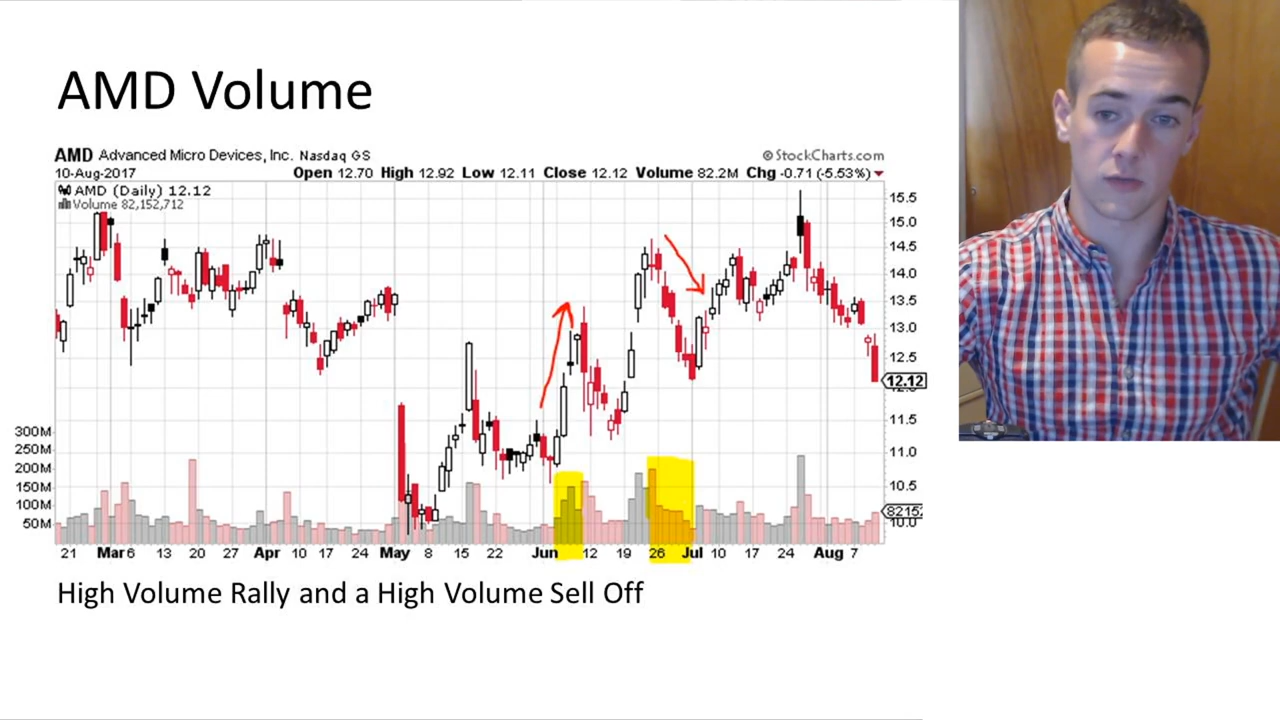 AMD Volume
AMD Advanced Micro Devices, Inc. Nasdaq GS
© StockCharts.com
10-Aug-2017
Open 12.70 High 12.92 Low 12.11 Close 12.12 Volume 82.2M Chg -0.71 (-5.53%)
AMD (Daily) 12.12
Volume 82,152,712
15.5
15.0
14.5
14.0
13.5
13.0
12.5
12.12
11.5
11.0
10.5
8215
10.0
300M
250M
200M
150M
100M
50M
21 Mar 6 13 20 27 Apr 10 17 24 May 8 15 22 Jun 12 19 26 Jul 10 17 24 Aug 7
High Volume Rally and a High Volume Sell Off